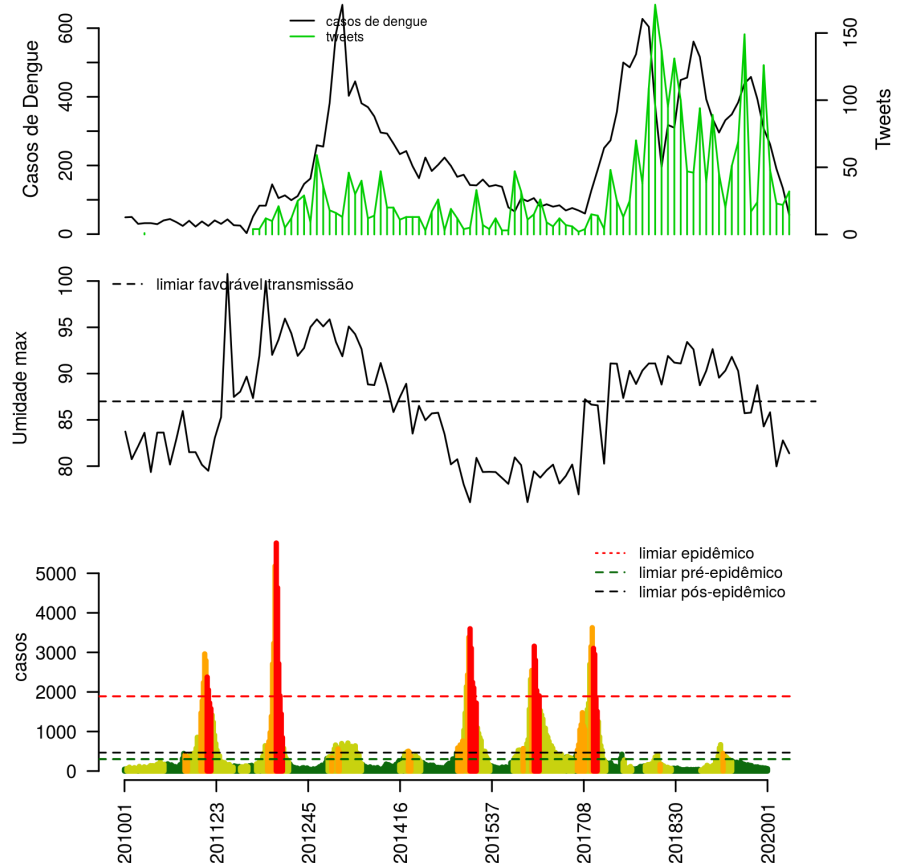 casos de dengue
tweets
Casos de Dengue
0
200
400
600
Tweets
0
50
100
150
limiar favorável transmissão
Umidade max
80
85
90
95
100
limiar epidêmico
limiar pré-epidêmico
limiar pós-epidêmico
casos
0
1000
2000
3000
4000
5000
201001
201123
201245
201416
201537
201708
201830
202001